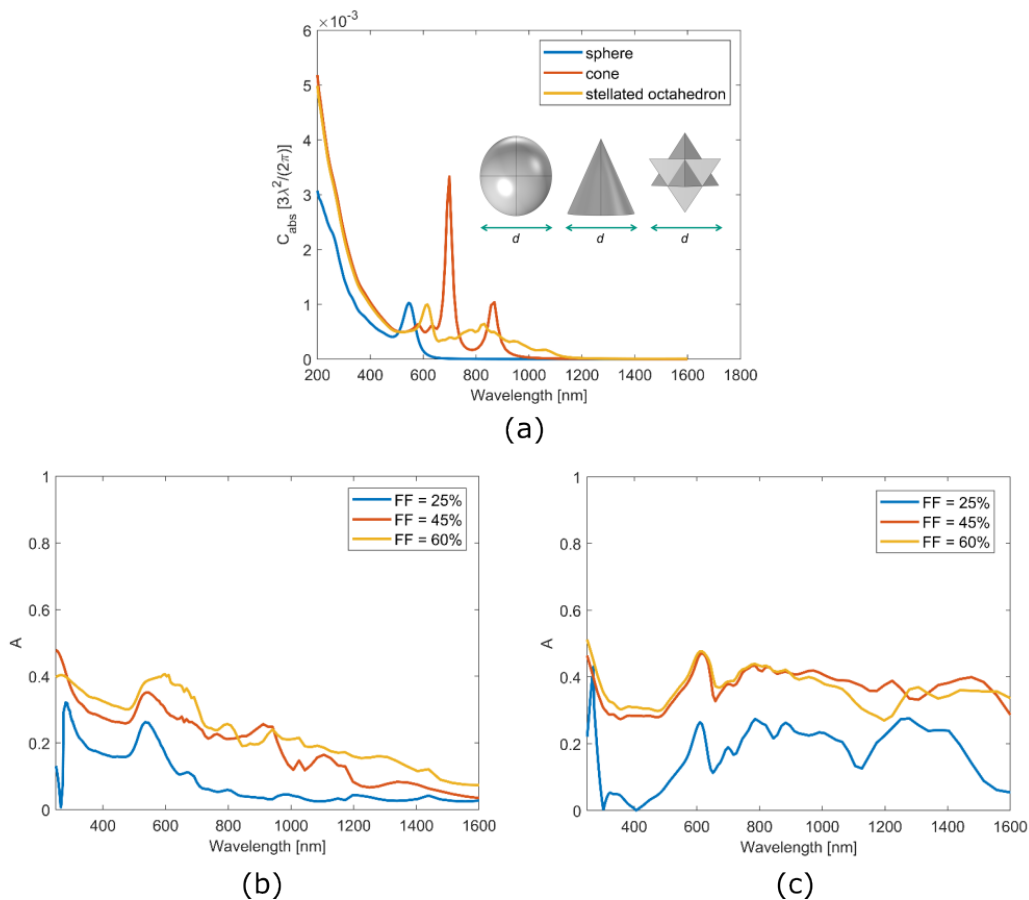 ×10⁻³
6
5
4
3
2
1
0
C_abs [3λ²/(2π)]
sphere
cone
stellated octahedron
d d d
200 400 600 800 1000 1200 1400 1600 1800
Wavelength [nm]
(a)
1
0.8
0.6
0.4
0.2
0
A
FF = 25%
FF = 45%
FF = 60%
400 600 800 1000 1200 1400 1600
Wavelength [nm]
(b)
1
0.8
0.6
0.4
0.2
0
A
FF = 25%
FF = 45%
FF = 60%
400 600 800 1000 1200 1400 1600
Wavelength [nm]
(c)